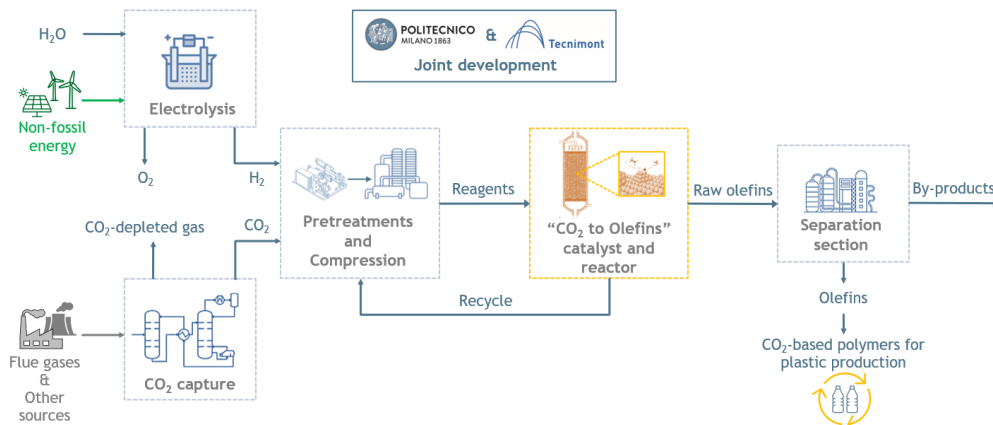 H₂O
POLITECNICO
MILANO 1863
&
Tecnimont
Joint development
Electrolysis
Non-fossil
energy
O₂
H₂
CO₂-depleted gas
CO₂
Pretreatments
and
Compression
Reagents
"CO₂ to Olefins"
catalyst and
reactor
Raw olefins
Separation
section
By-products
Recycle
Olefins
CO₂-based polymers for
plastic production
Flue gases
&
Other
sources
CO₂ capture